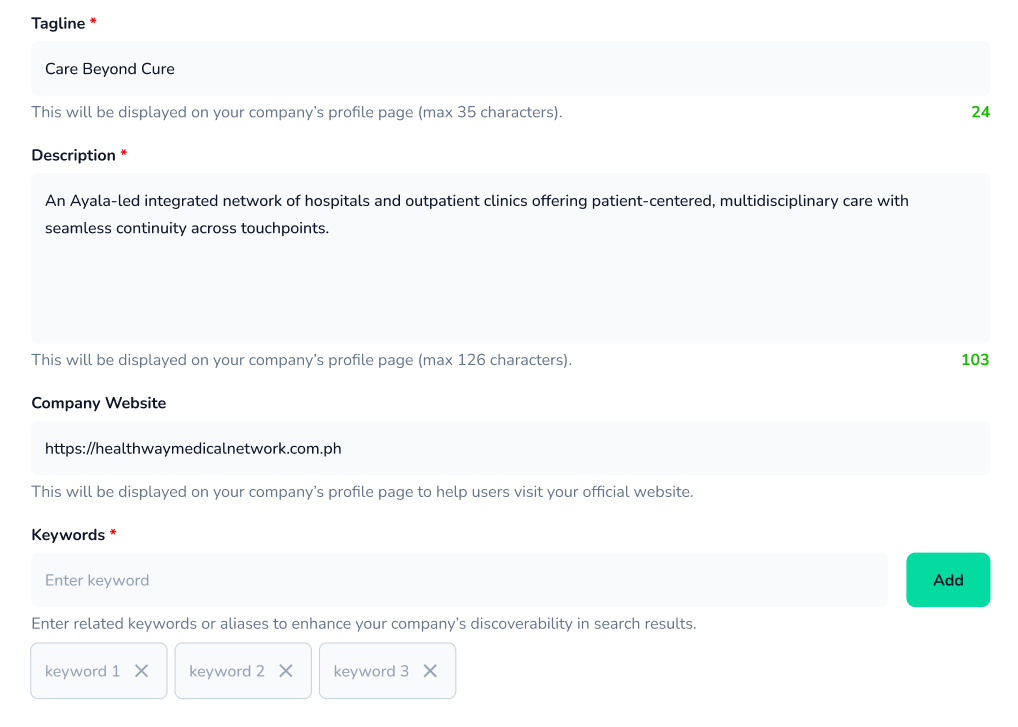 Tagline *
Care Beyond Cure
This will be displayed on your company's profile page (max 35 characters). 24
Description *
An Ayala-led integrated network of hospitals and outpatient clinics offering patient-centered, multidisciplinary care with
seamless continuity across touchpoints.
This will be displayed on your company's profile page (max 126 characters). 103
Company Website
https://healthwaymedicalnetwork.com.ph
This will be displayed on your company's profile page to help users visit your official website.
Keywords *
Enter keyword Add
Enter related keywords or aliases to enhance your company's discoverability in search results.
keyword 1 keyword 2 keyword 3